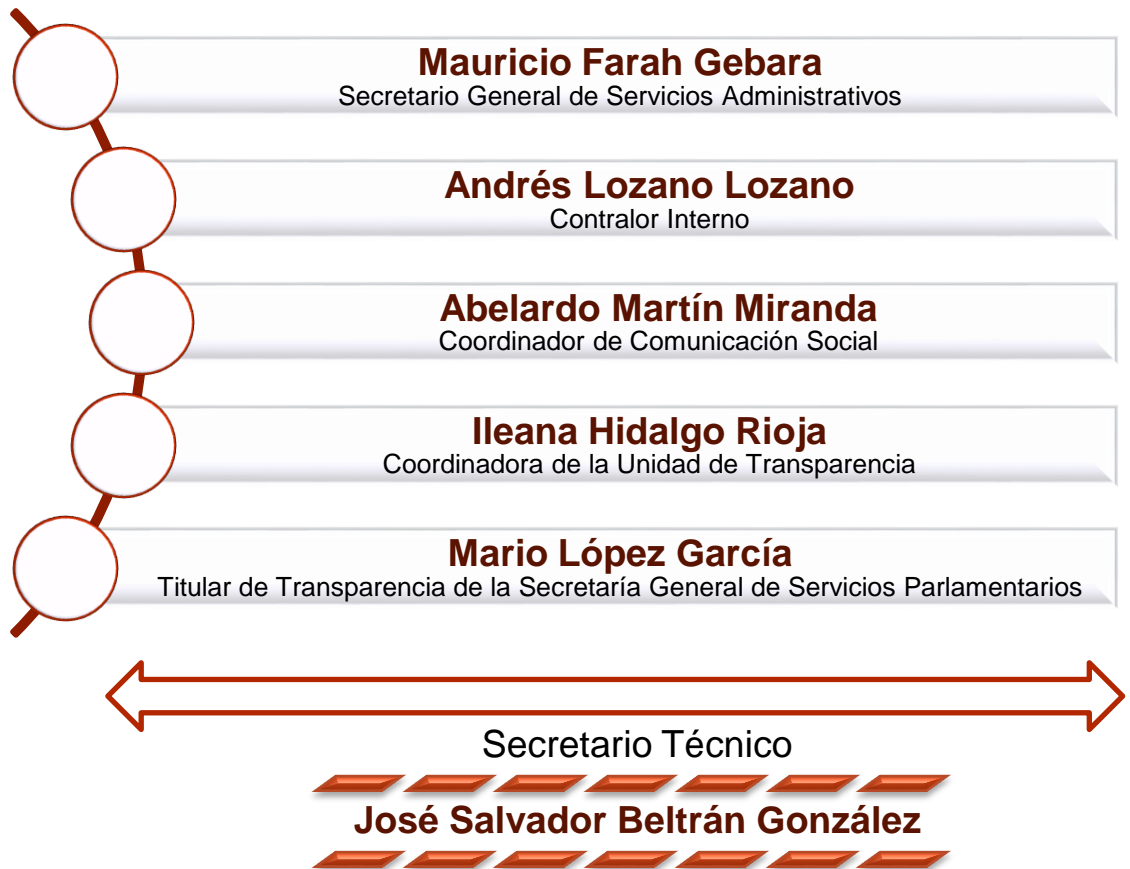 Mauricio Farah Gebara
Secretario General de Servicios Administrativos
Andrés Lozano Lozano
Contralor Interno
Abelardo Martín Miranda
Coordinador de Comunicación Social
Ileana Hidalgo Rioja
Coordinadora de la Unidad de Transparencia
Mario López García
Titular de Transparencia de la Secretaría General de Servicios Parlamentarios
Secretario Técnico
José Salvador Beltrán González